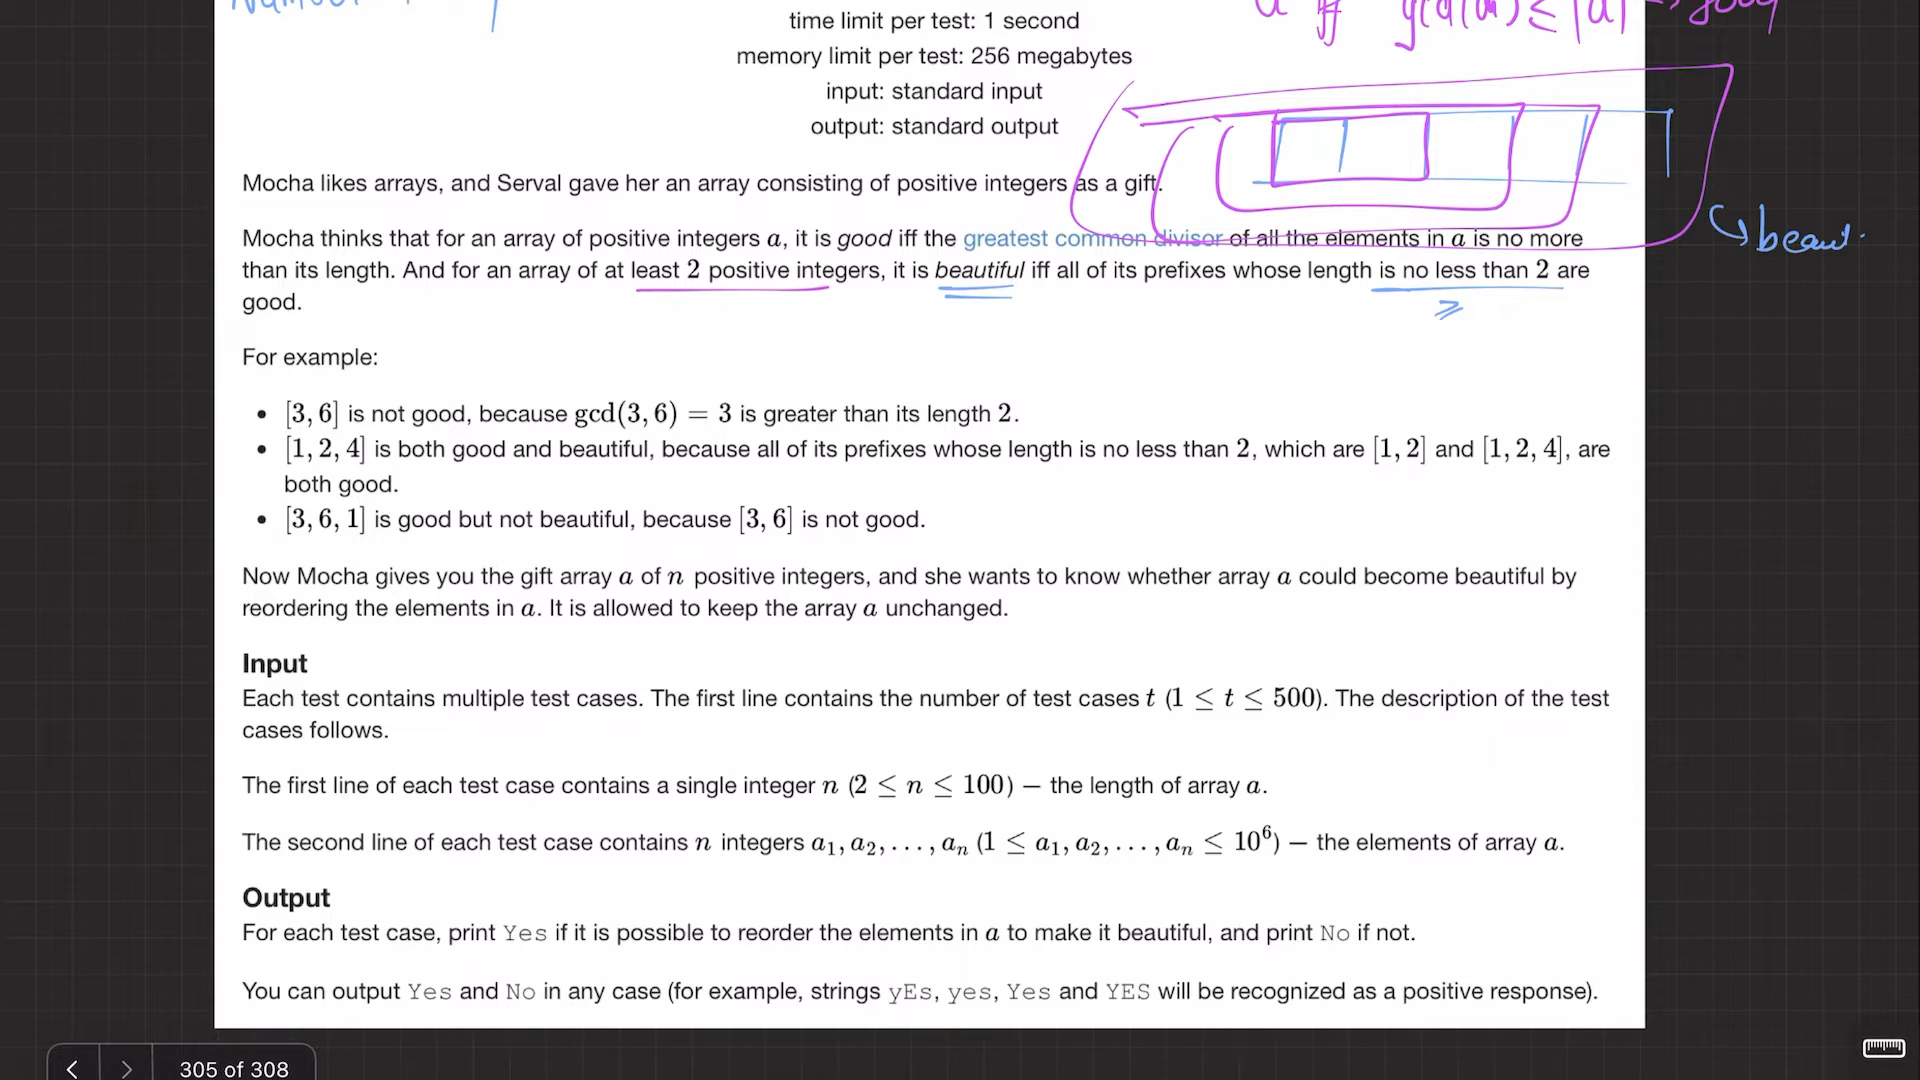 time limit per test: 1 second
memory limit per test: 256 megabytes
input: standard input
output: standard output
Mocha likes arrays, and Serval gave her an array consisting of positive integers as a gift.
Mocha thinks that for an array of positive integers a, it is good iff the greatest common divisor of all the elements in a is no more
than its length. And for an array of at least 2 positive integers, it is beautiful iff all of its prefixes whose length is no less than 2 are
good.
≥
beaut.
For example:
• [3, 6] is not good, because gcd(3, 6) = 3 is greater than its length 2.
• [1, 2, 4] is both good and beautiful, because all of its prefixes whose length is no less than 2, which are [1, 2] and [1, 2, 4], are
both good.
• [3, 6, 1] is good but not beautiful, because [3, 6] is not good.
Now Mocha gives you the gift array a of n positive integers, and she wants to know whether array a could become beautiful by
reordering the elements in a. It is allowed to keep the array a unchanged.
Input
Each test contains multiple test cases. The first line contains the number of test cases t (1 ≤ t ≤ 500). The description of the test
cases follows.
The first line of each test case contains a single integer n (2 ≤ n ≤ 100) — the length of array a.
The second line of each test case contains n integers a₁, a₂, . . . , aₙ (1 ≤ a₁, a₂, . . . , aₙ ≤ 10⁶) — the elements of array a.
Output
For each test case, print Yes if it is possible to reorder the elements in a to make it beautiful, and print No if not.
You can output Yes and No in any case (for example, strings yEs, yes, Yes and YES will be recognized as a positive response).
< > 305 of 308